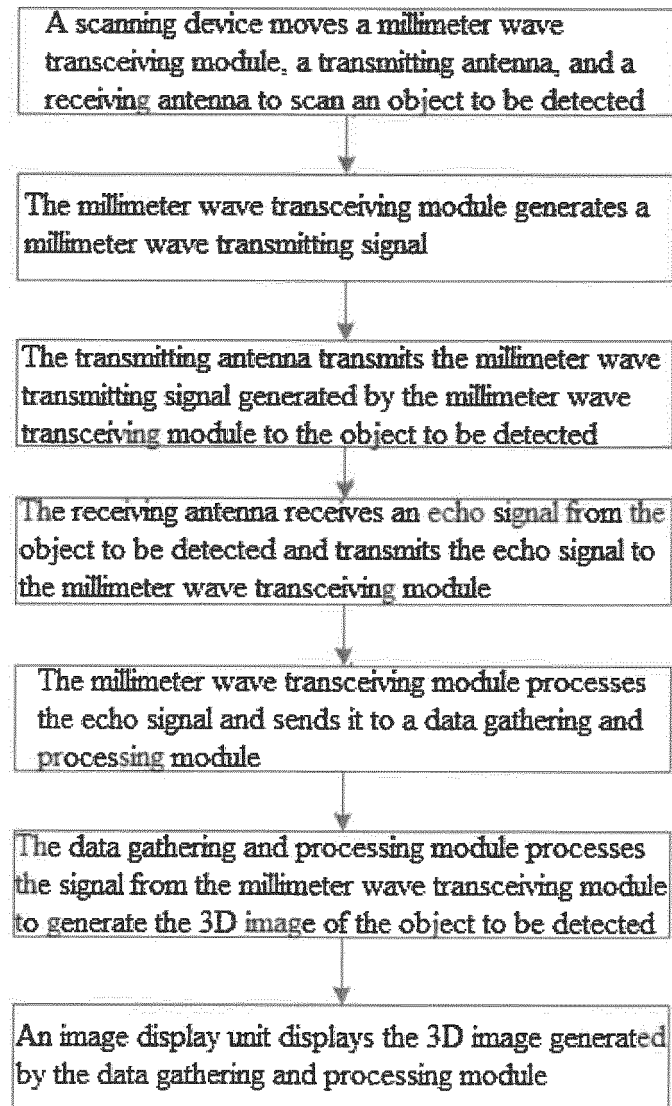 A scanning device moves a millimeter wave
transceiving module, a transmitting antenna, and a
receiving antenna to scan an object to be detected
The millimeter wave transceiving module generates a
millimeter wave transmitting signal
The transmitting antenna transmits the millimeter wave
transmitting signal generated by the millimeter wave
transceiving module to the object to be detected
The receiving antenna receives an echo signal from the
object to be detected and transmits the echo signal to
the millimeter wave transceiving module
The millimeter wave transceiving module processes
the echo signal and sends it to a data gathering and
processing module
The data gathering and processing module processes
the signal from the millimeter wave transceiving module
to generate the 3D image of the object to be detected
An image display unit displays the 3D image generated
by the data gathering and processing module